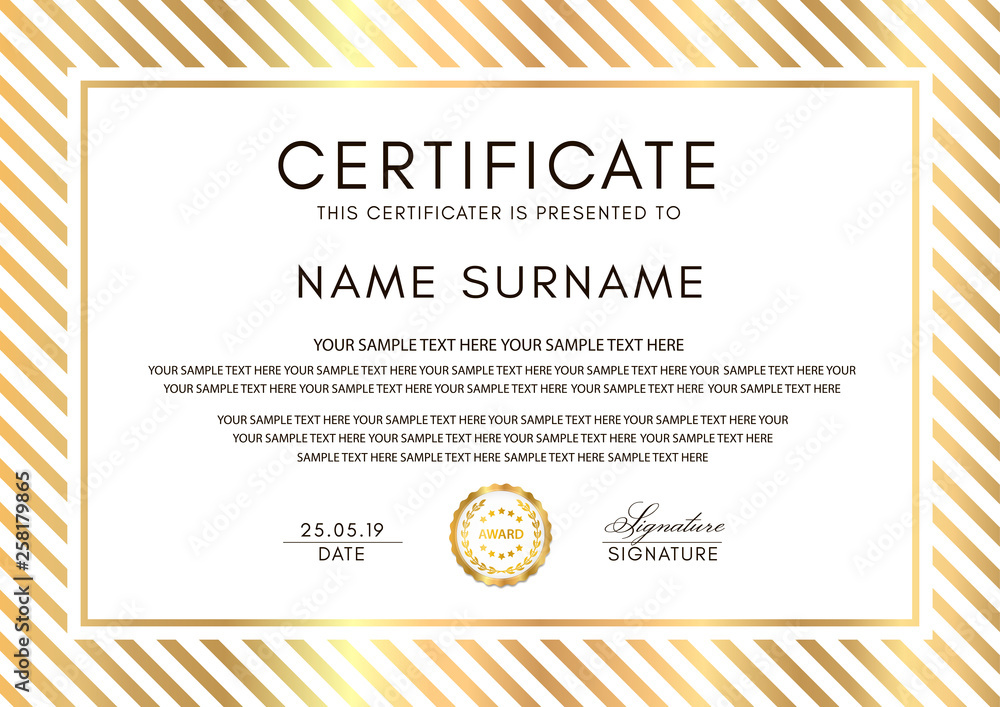 CERTIFICATE
THIS CERTIFICATER IS PRESENTED TO
NAME SURNAME
YOUR SAMPLE TEXT HERE YOUR SAMPLE TEXT HERE
YOUR SAMPLE TEXT HERE YOUR SAMPLE TEXT HERE YOUR SAMPLE TEXT HERE YOUR SAMPLE TEXT HERE YOUR SAMPLE TEXT HERE YOUR
YOUR SAMPLE TEXT HERE YOUR SAMPLE TEXT HERE YOUR SAMPLE TEXT HERE YOUR SAMPLE TEXT HERE YOUR SAMPLE TEXT HERE
YOUR SAMPLE TEXT HERE YOUR SAMPLE TEXT HERE YOUR SAMPLE TEXT HERE YOUR SAMPLE TEXT HERE YOUR
YOUR SAMPLE TEXT HERE YOUR SAMPLE TEXT HERE YOUR SAMPLE TEXT HERE YOUR SAMPLE TEXT HERE
SAMPLE TEXT HERE YOUR SAMPLE TEXT HERE YOUR SAMPLE TEXT HERE YOUR SAMPLE TEXT HERE
25.05.19
DATE
AWARD
Signature
SIGNATURE
Adobe Stock | #258179865